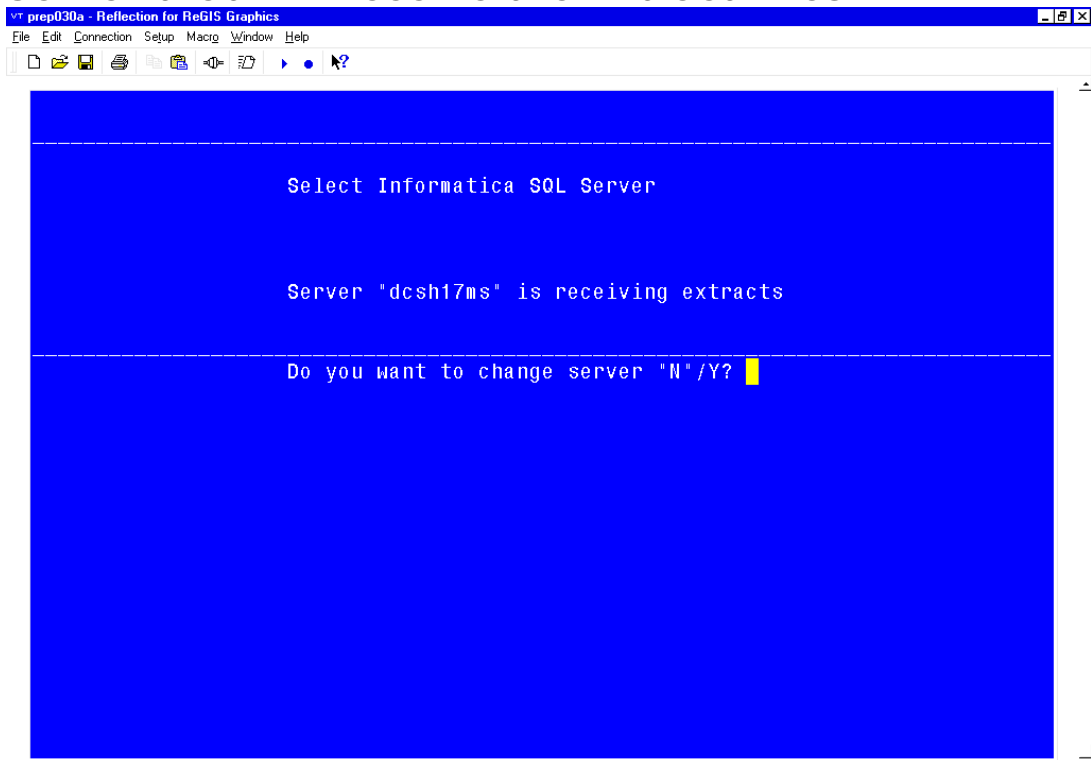 VT prep030a - Reflection for ReGIS Graphics
File Edit Connection Setup Macro Window Help
Select Informatica SQL Server
Server "dcsh17ms" is receiving extracts
Do you want to change server "N"/Y?